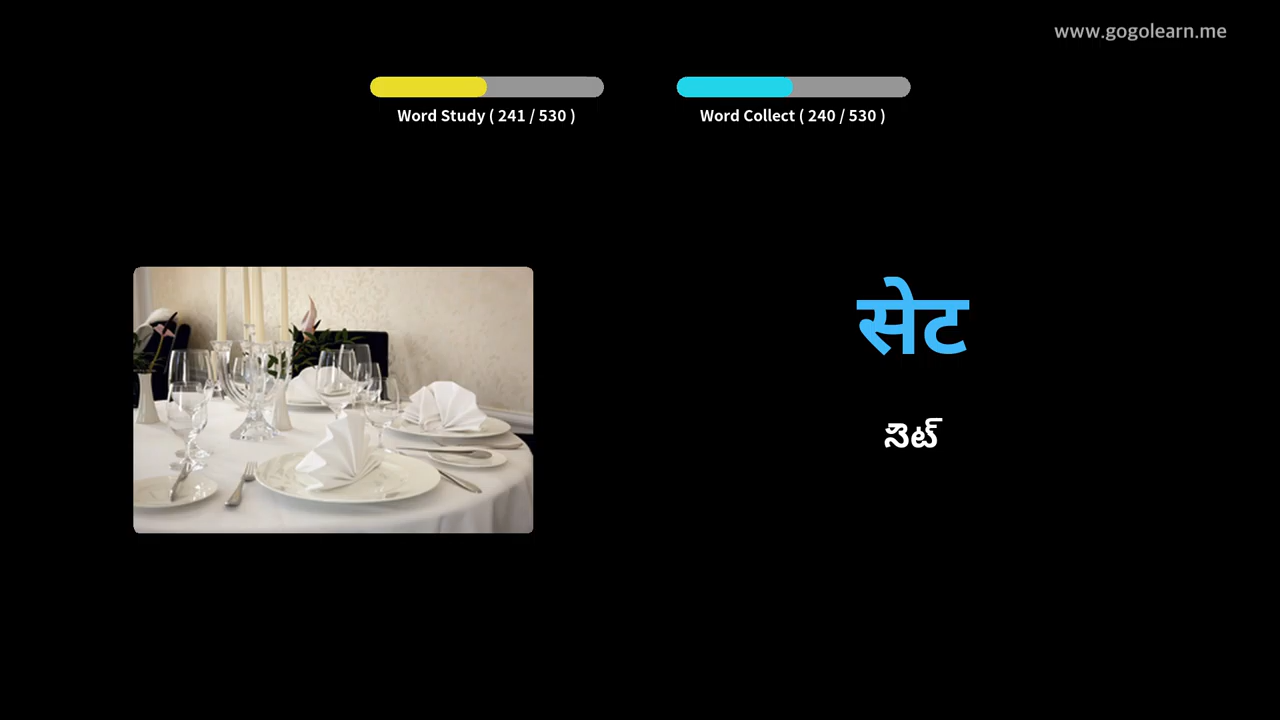 www.gogolearn.me
Word Study ( 241 / 530 )
Word Collect ( 240 / 530 )
सेट
సెట్